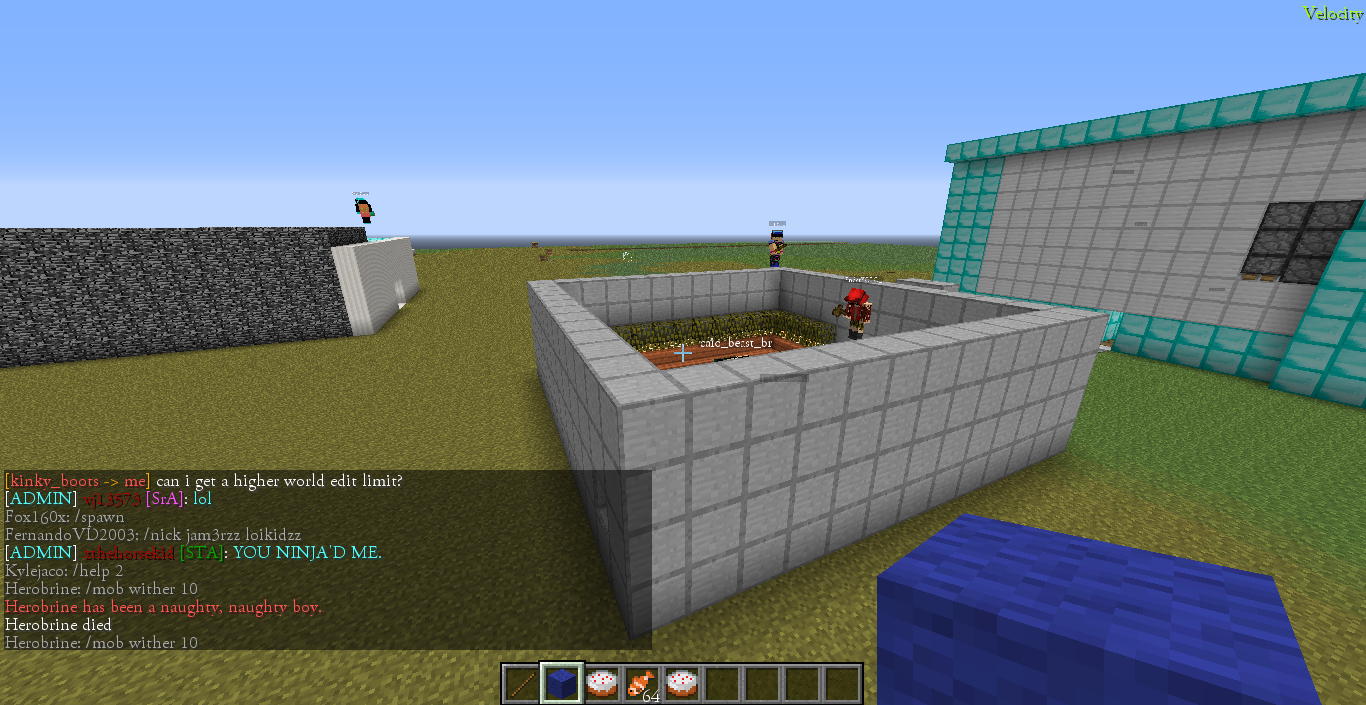 Velocity
cald_beast_br
[kinky_boots -> me] can i get a higher world edit limit?
[ADMIN] vj13573 [SrA]: lol
Fox160x: /spawn
FernandoVD2003: /nick jam3rzz loikidzz
[ADMIN] [STA]: YOU NINJA'D ME.
Kylejaco: /help 2
Herobrine: /mob wither 10
Herobrine has been a naughty, naughty boy.
Herobrine died
Herobrine: /mob wither 10
64